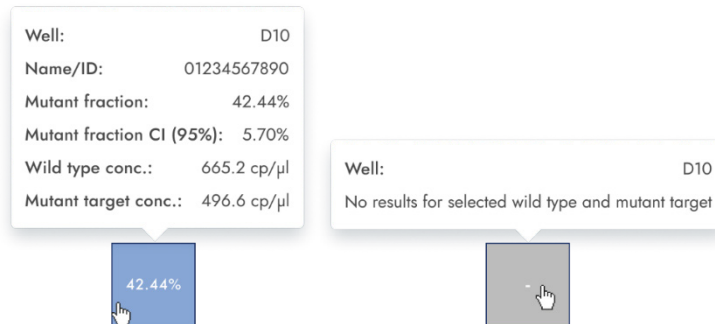 Well: D10
Name/ID: 01234567890
Mutant fraction: 42.44%
Mutant fraction CI (95%): 5.70%
Wild type conc.: 665.2 cp/µl
Mutant target conc.: 496.6 cp/µl
42.44%
Well: D10
No results for selected wild type and mutant target
-